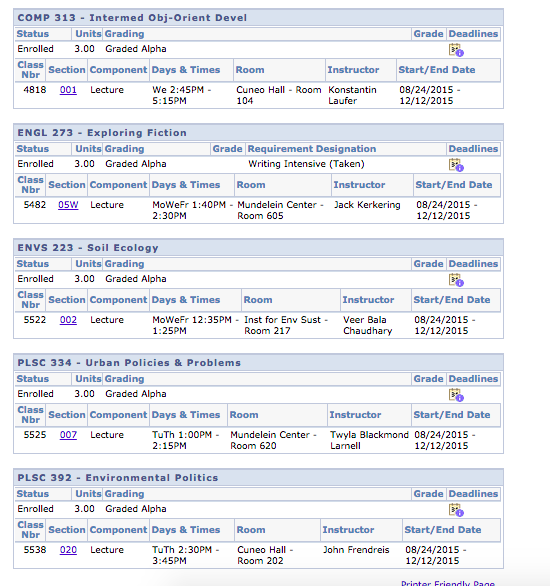 COMP 313 - Intermed Obj-Orient Devel
Status Units Grading Grade Deadlines
Enrolled 3.00 Graded Alpha
Class Nbr Section Component Days & Times Room Instructor Start/End Date
4818 001 Lecture We 2:45PM - 5:15PM Cuneo Hall - Room 104 Konstantin Laufer 08/24/2015 - 12/12/2015
ENGL 273 - Exploring Fiction
Status Units Grading Grade Requirement Designation Deadlines
Enrolled 3.00 Graded Alpha Writing Intensive (Taken)
Class Nbr Section Component Days & Times Room Instructor Start/End Date
5482 05W Lecture MoWeFr 1:40PM - 2:30PM Mundelein Center - Room 605 Jack Kerkering 08/24/2015 - 12/12/2015
ENVS 223 - Soil Ecology
Status Units Grading Grade Deadlines
Enrolled 3.00 Graded Alpha
Class Nbr Section Component Days & Times Room Instructor Start/End Date
5522 002 Lecture MoWeFr 12:35PM - 1:25PM Inst for Env Sust - Room 217 Veer Bala Chaudhary 08/24/2015 - 12/12/2015
PLSC 334 - Urban Policies & Problems
Status Units Grading Grade Deadlines
Enrolled 3.00 Graded Alpha
Class Nbr Section Component Days & Times Room Instructor Start/End Date
5525 007 Lecture TuTh 1:00PM - 2:15PM Mundelein Center - Room 620 Twyla Blackmond Larnell 08/24/2015 - 12/12/2015
PLSC 392 - Environmental Politics
Status Units Grading Grade Deadlines
Enrolled 3.00 Graded Alpha
Class Nbr Section Component Days & Times Room Instructor Start/End Date
5538 020 Lecture TuTh 2:30PM - 3:45PM Cuneo Hall - Room 202 John Frendreis 08/24/2015 - 12/12/2015
Printer Friendly Page